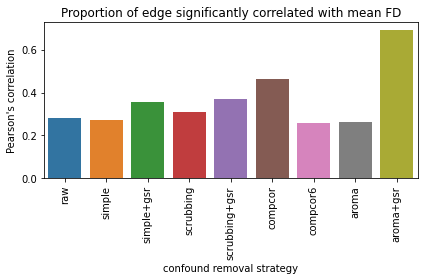 Proportion of edge significantly correlated with mean FD
Pearson's correlation
0.6
0.4
0.2
0.0
raw
simple
simple+gsr
scrubbing
scrubbing+gsr
compcor
compcor6
aroma
aroma+gsr
confound removal strategy